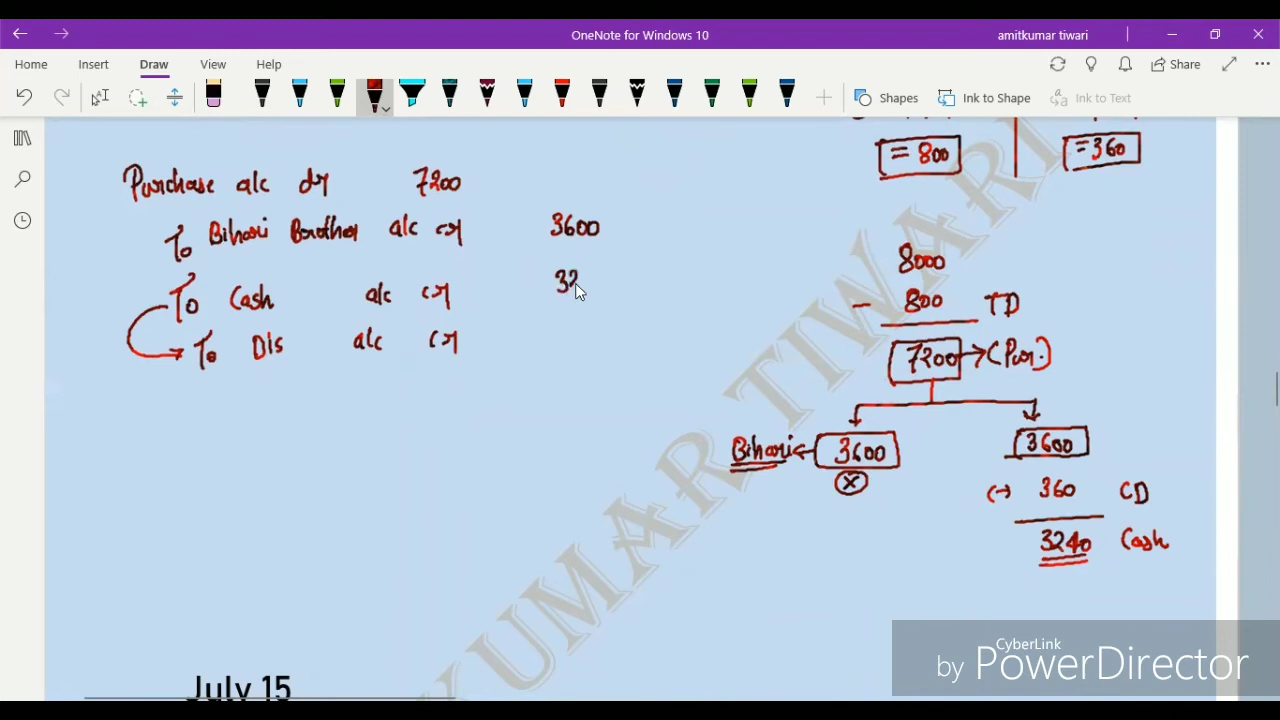 OneNote for Windows 10
amitkumar tiwari
Home Insert Draw View Help
Share
Shapes
Ink to Shape
Ink to Text
= 800
= 360
Purchase a/c dr 7200
To Bihari Brother a/c cr 3600
To Cash a/c cr 32
To Dis a/c cr
8000
- 800 TD
7200 → (Pur.)
Bihari ← 3600
3600
(-) 360 CD
3240 Cash
KUMAR TIWARI
July 15
CyberLink
by PowerDirector